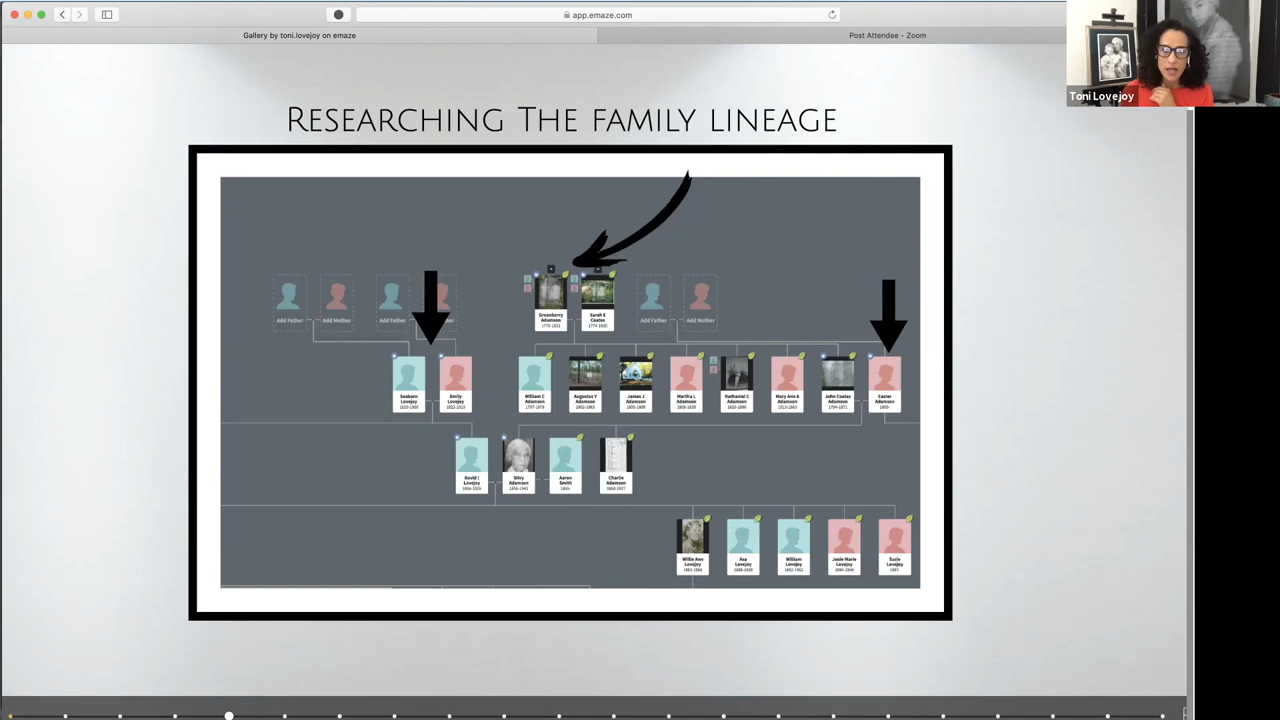 app.emaze.com
Gallery by toni.lovejoy on emaze
Post Attendee - Zoom
Toni Lovejoy
RESEARCHING THE FAMILY LINEAGE
Add Father
Add Mother
Add Father
Add Father
Add Mother
Greenberry
Adamson
Sarah E
Coates
Seaborn
Lovejoy
Emily
Lovejoy
William C
Adamson
Augustus Y
Adamson
James J
Adamson
Martha L
Adamson
Nathaniel C
Adamson
Mary Ann A
Adamson
John Coates
Adamson
Easter
Adamson
David
Lovejoy
Silvy
Adamson
Aaron
Smith
Charlie
Adamson
Willie Ann
Lovejoy
Asa
Lovejoy
William
Lovejoy
Janie Marie
Lovejoy
Susie
Lovejoy